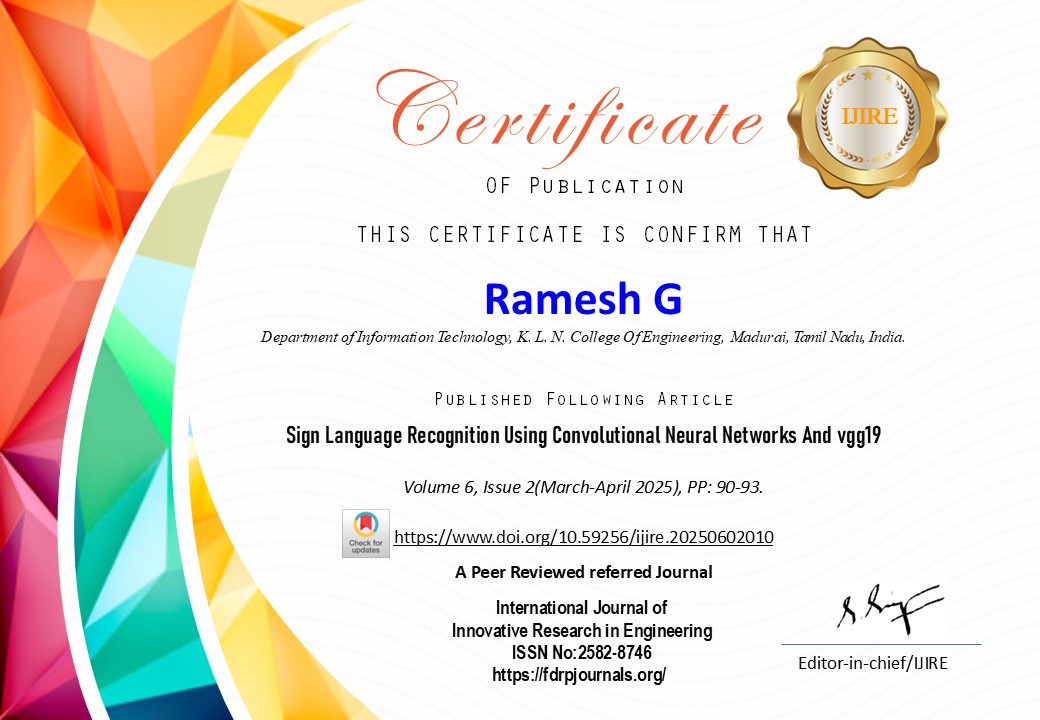 Certificate
IJIRE
OF PUBLICATION
THIS CERTIFICATE IS CONFIRM THAT
Ramesh G
Department of Information Technology, K. L. N. College Of Engineering, Madurai, Tamil Nadu, India.
PUBLISHED FOLLOWING ARTICLE
Sign Language Recognition Using Convolutional Neural Networks And vgg19
Volume 6, Issue 2(March-April 2025), PP: 90-93.
Check for
updates
https://www.doi.org/10.59256/ijire.20250602010
A Peer Reviewed referred Journal
International Journal of
Innovative Research in Engineering
ISSN No:2582-8746
https://fdrpjournals.org/
Editor-in-chief/IJIRE